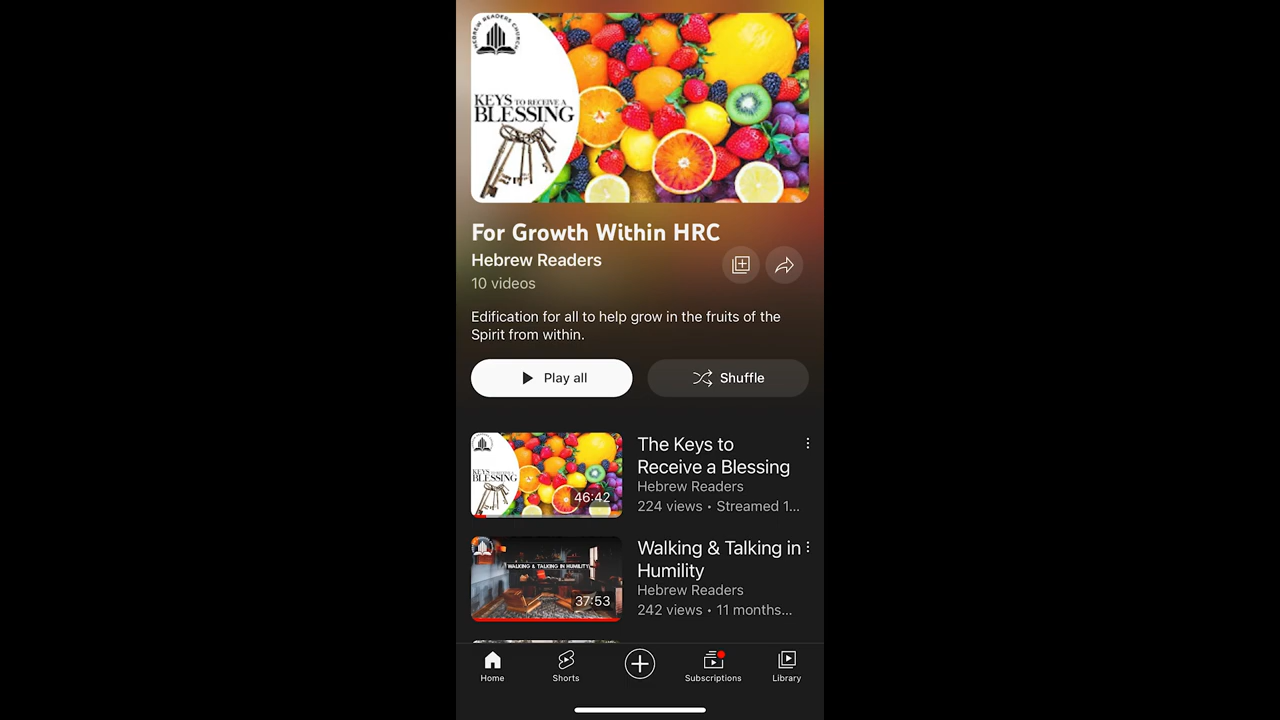 HEBREW READERS CHURCH
KEYS TO RECEIVE A
BLESSING
For Growth Within HRC
Hebrew Readers
10 videos
Edification for all to help grow in the fruits of the
Spirit from within.
Play all
Shuffle
KEYS TO RECEIVE A
BLESSING
46:42
The Keys to
Receive a Blessing
Hebrew Readers
224 views • Streamed 1...
WALKING & TALKING IN HUMILITY
37:53
Walking & Talking in
Humility
Hebrew Readers
242 views • 11 months...
Home
Shorts
Subscriptions
Library